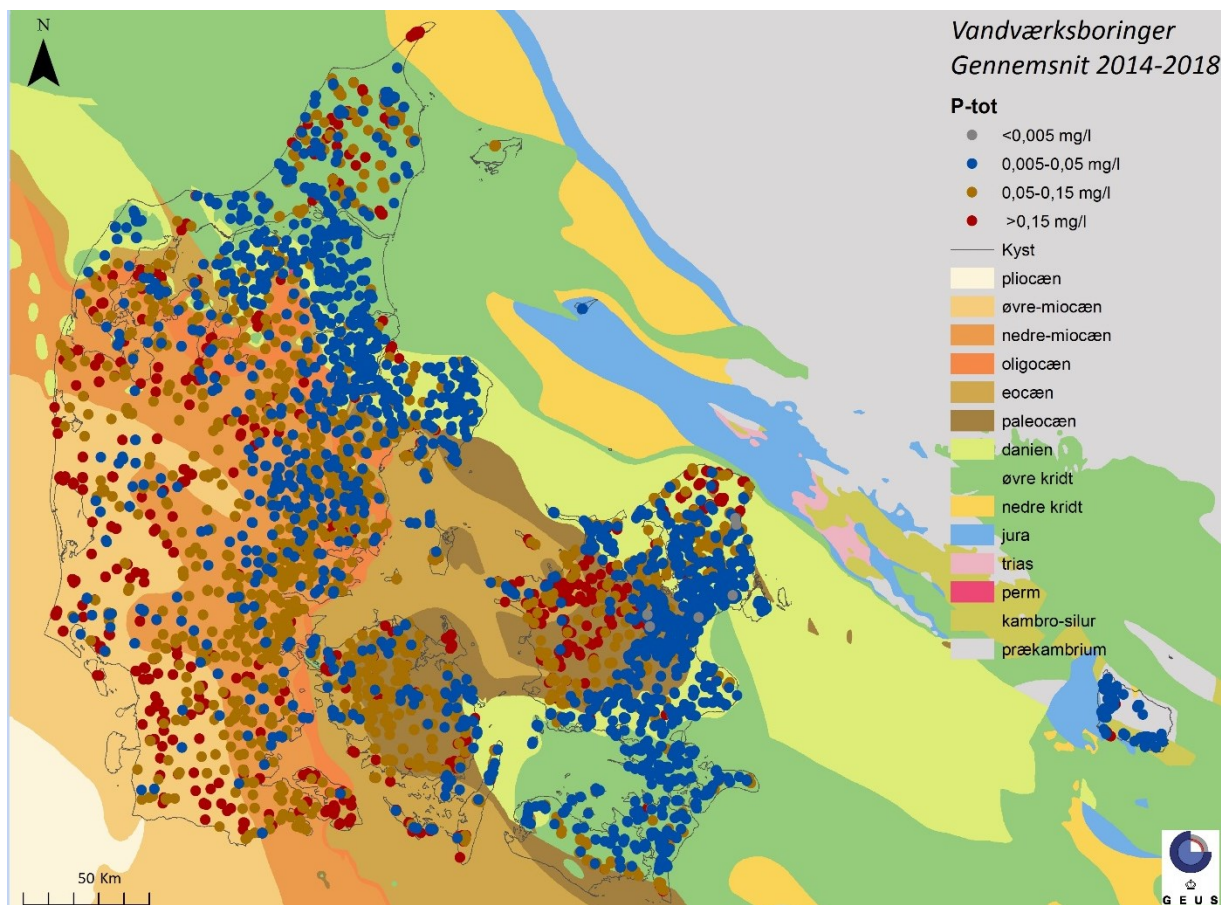 N
Vandværksboringer
Gennemsnit 2014-2018
P-tot
<0,005 mg/l
0,005-0,05 mg/l
0,05-0,15 mg/l
>0,15 mg/l
Kyst
pliocæn
øvre-miocæn
nedre-miocæn
oligocæn
eocæn
paleocæn
danien
øvre kridt
nedre kridt
jura
trias
perm
kambro-silur
prækambrium
50 Km
G E U S